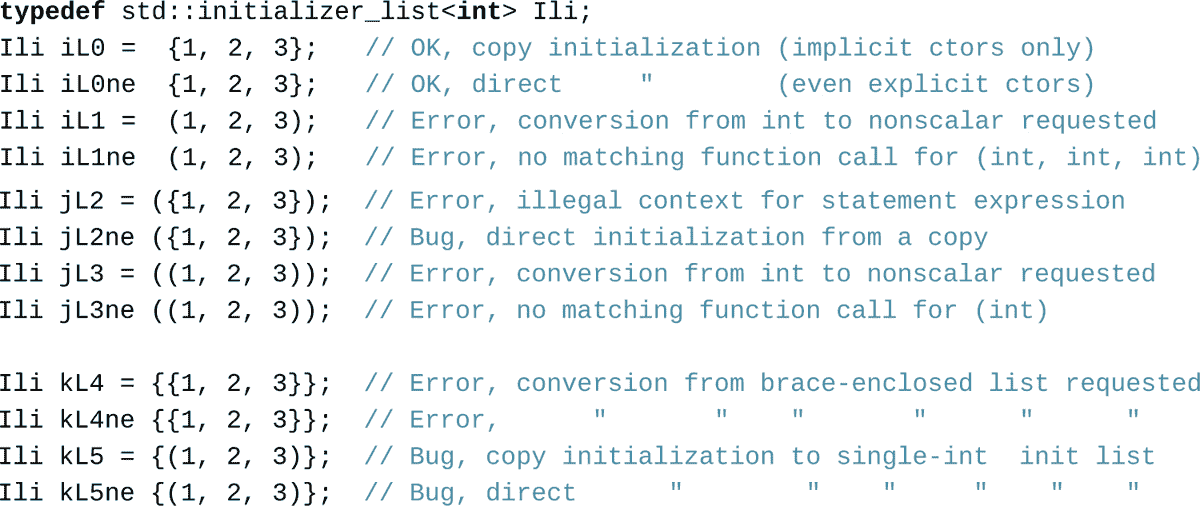 typedef std::initializer_list<int> Ili;
Ili iL0 =  {1, 2, 3};   // OK, copy initialization (implicit ctors only)
Ili iL0ne  {1, 2, 3};   // OK, direct     "        (even explicit ctors)
Ili iL1 =  (1, 2, 3);   // Error, conversion from int to nonscalar requested
Ili iL1ne  (1, 2, 3);   // Error, no matching function call for (int, int, int)
Ili jL2 = ({1, 2, 3});  // Error, illegal context for statement expression
Ili jL2ne ({1, 2, 3});  // Bug, direct initialization from a copy
Ili jL3 = ((1, 2, 3));  // Error, conversion from int to nonscalar requested
Ili jL3ne ((1, 2, 3));  // Error, no matching function call for (int)
Ili kL4 = {{1, 2, 3}};  // Error, conversion from brace-enclosed list requested
Ili kL4ne {{1, 2, 3}};  // Error,      "       "    "       "      "      "
Ili kL5 = {(1, 2, 3)};  // Bug, copy initialization to single-int  init list
Ili kL5ne {(1, 2, 3)};  // Bug, direct      "        "    "     "    "    "